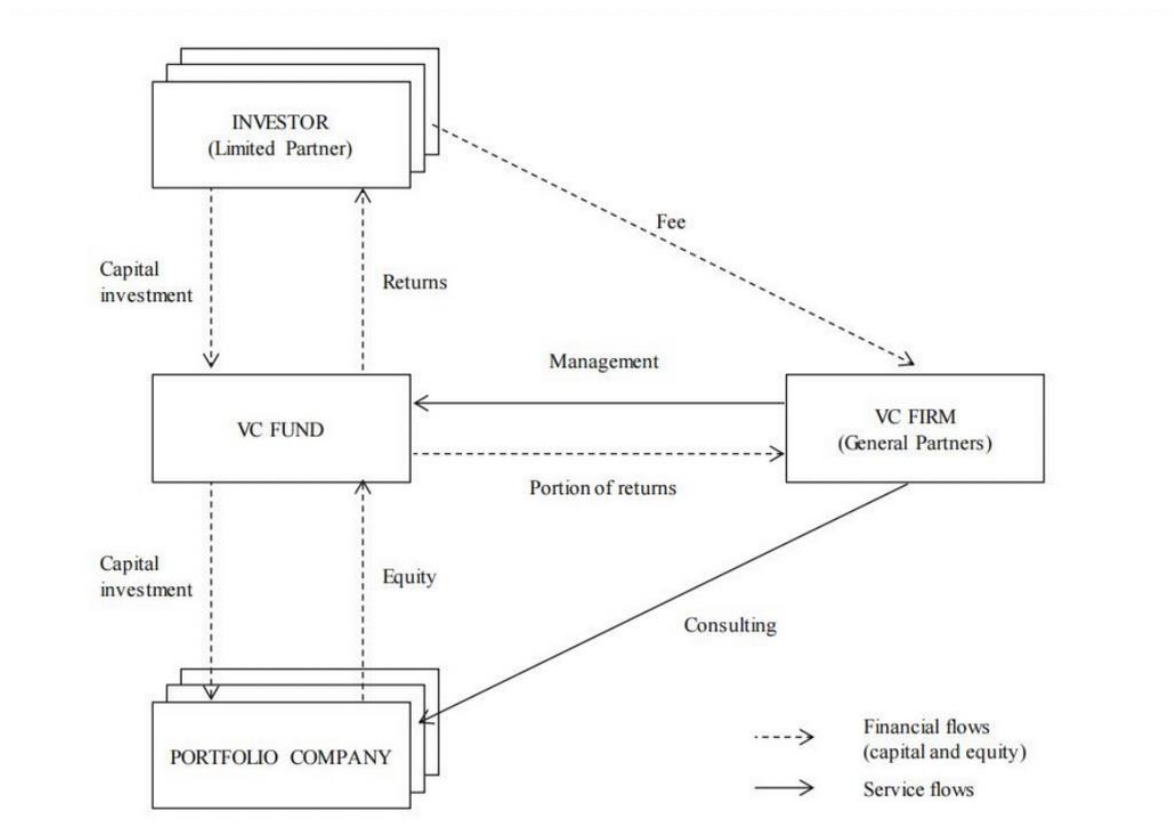 INVESTOR
(Limited Partner)
Fee
Capital
investment
Returns
Management
VC FUND
VC FIRM
(General Partners)
Portion of returns
Capital
investment
Equity
Consulting
PORTFOLIO COMPANY
Financial flows
(capital and equity)
Service flows